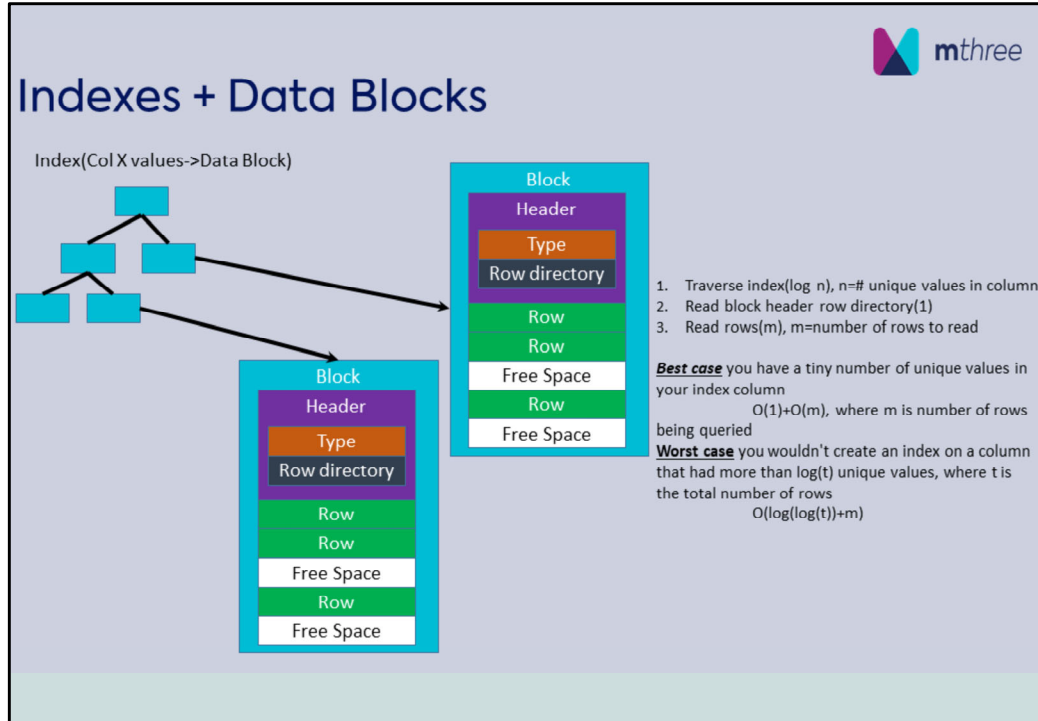 mthree
Indexes + Data Blocks
Index(Col X values->Data Block)
Block
Header
Type
Row directory
Row
Row
Free Space
Row
Free Space
Block
Header
Type
Row directory
Row
Row
Free Space
Row
Free Space
1. Traverse index(log n), n=# unique values in column
2. Read block header row directory(1)
3. Read rows(m), m=number of rows to read
Best case you have a tiny number of unique values in
your index column
O(1)+O(m), where m is number of rows
being queried
Worst case you wouldn't create an index on a column
that had more than log(t) unique values, where t is
the total number of rows
O(log(log(t))+m)